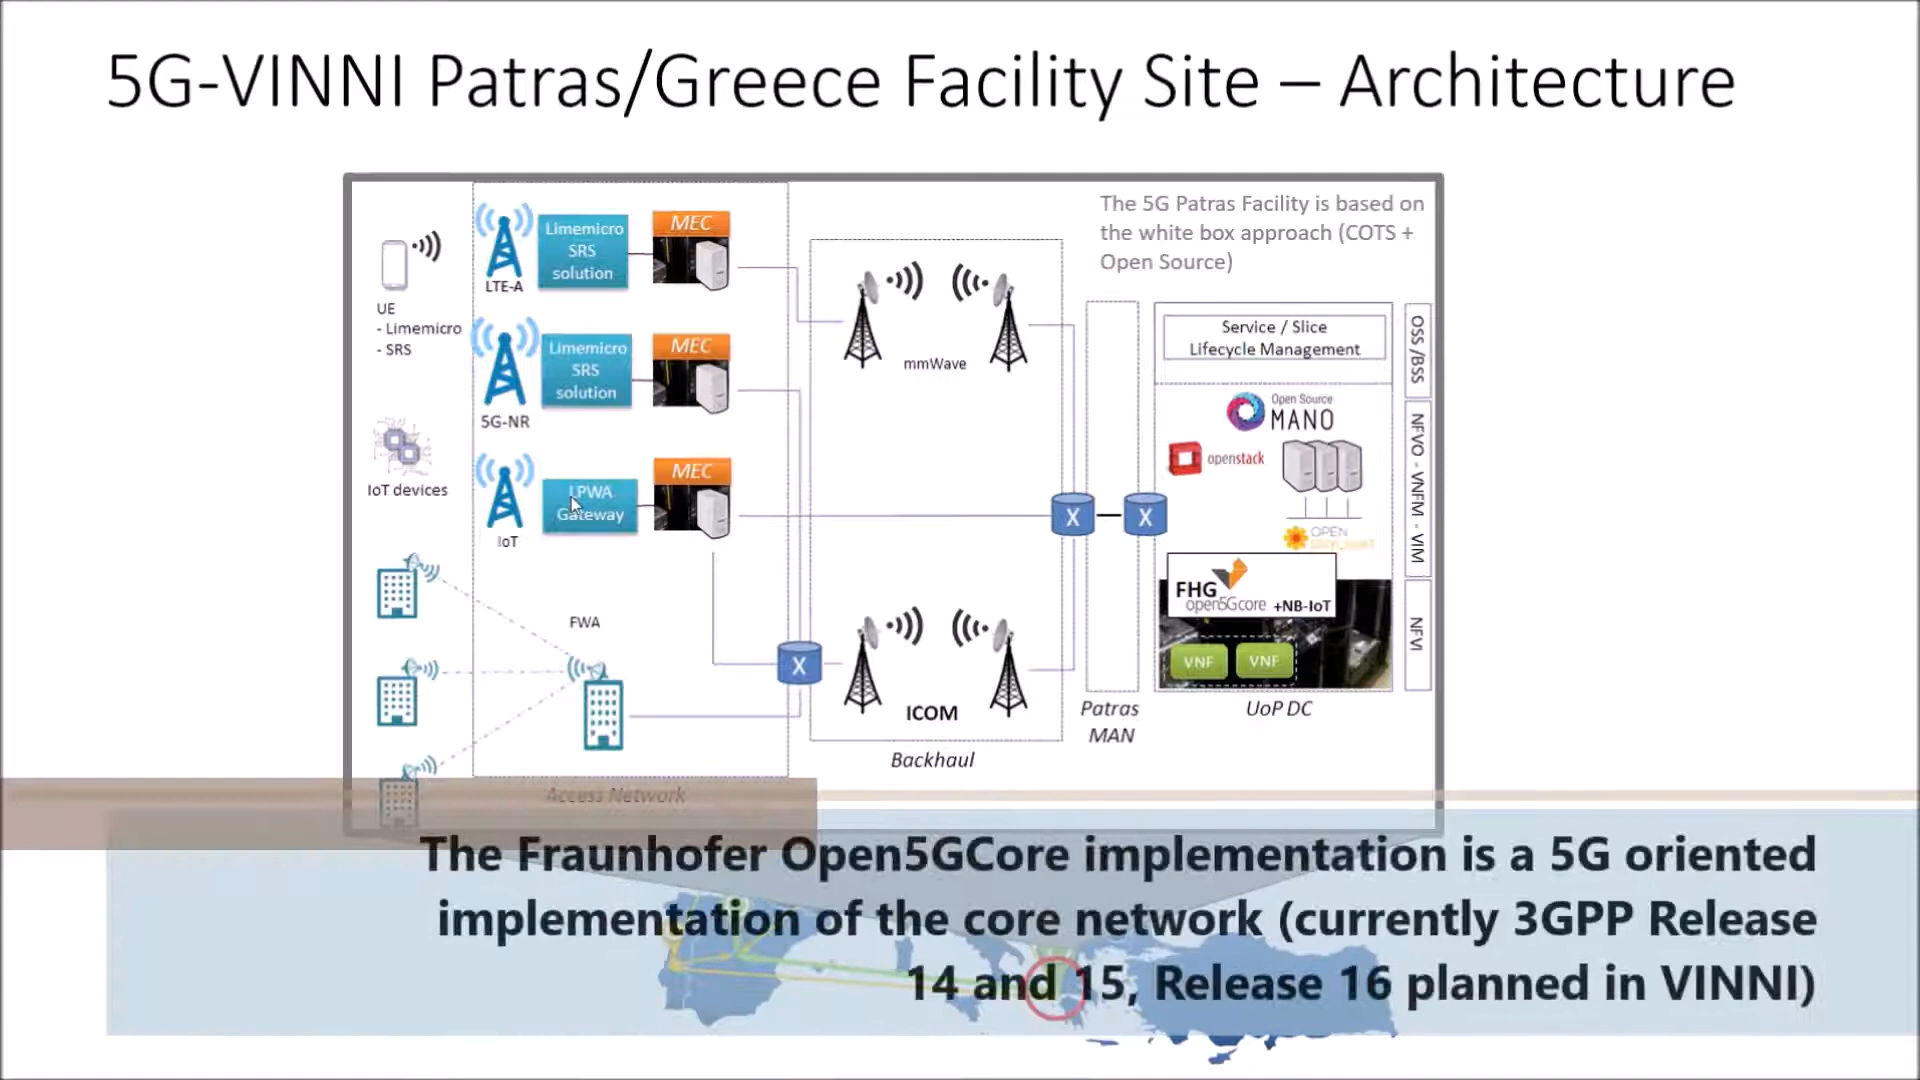 5G-VINNI Patras/Greece Facility Site – Architecture
The 5G Patras Facility is based on
the white box approach (COTS +
Open Source)
UE
- Limemicro
- SRS
IoT devices
LTE-A
Limemicro
SRS
solution
MEC
5G-NR
Limemicro
SRS
solution
MEC
IoT
LPWA
Gateway
MEC
FWA
Access Network
mmWave
X
ICOM
Backhaul
X
X
Patras
MAN
Service / Slice
Lifecycle Management
Open Source
MANO
openstack
OPEN
FHG
open5Gcore +NB-IoT
VNF
VNF
UoP DC
OSS /BSS
NFVO - VNFM - VIM
NFVI
The Fraunhofer Open5GCore implementation is a 5G oriented
implementation of the core network (currently 3GPP Release
14 and 15, Release 16 planned in VINNI)